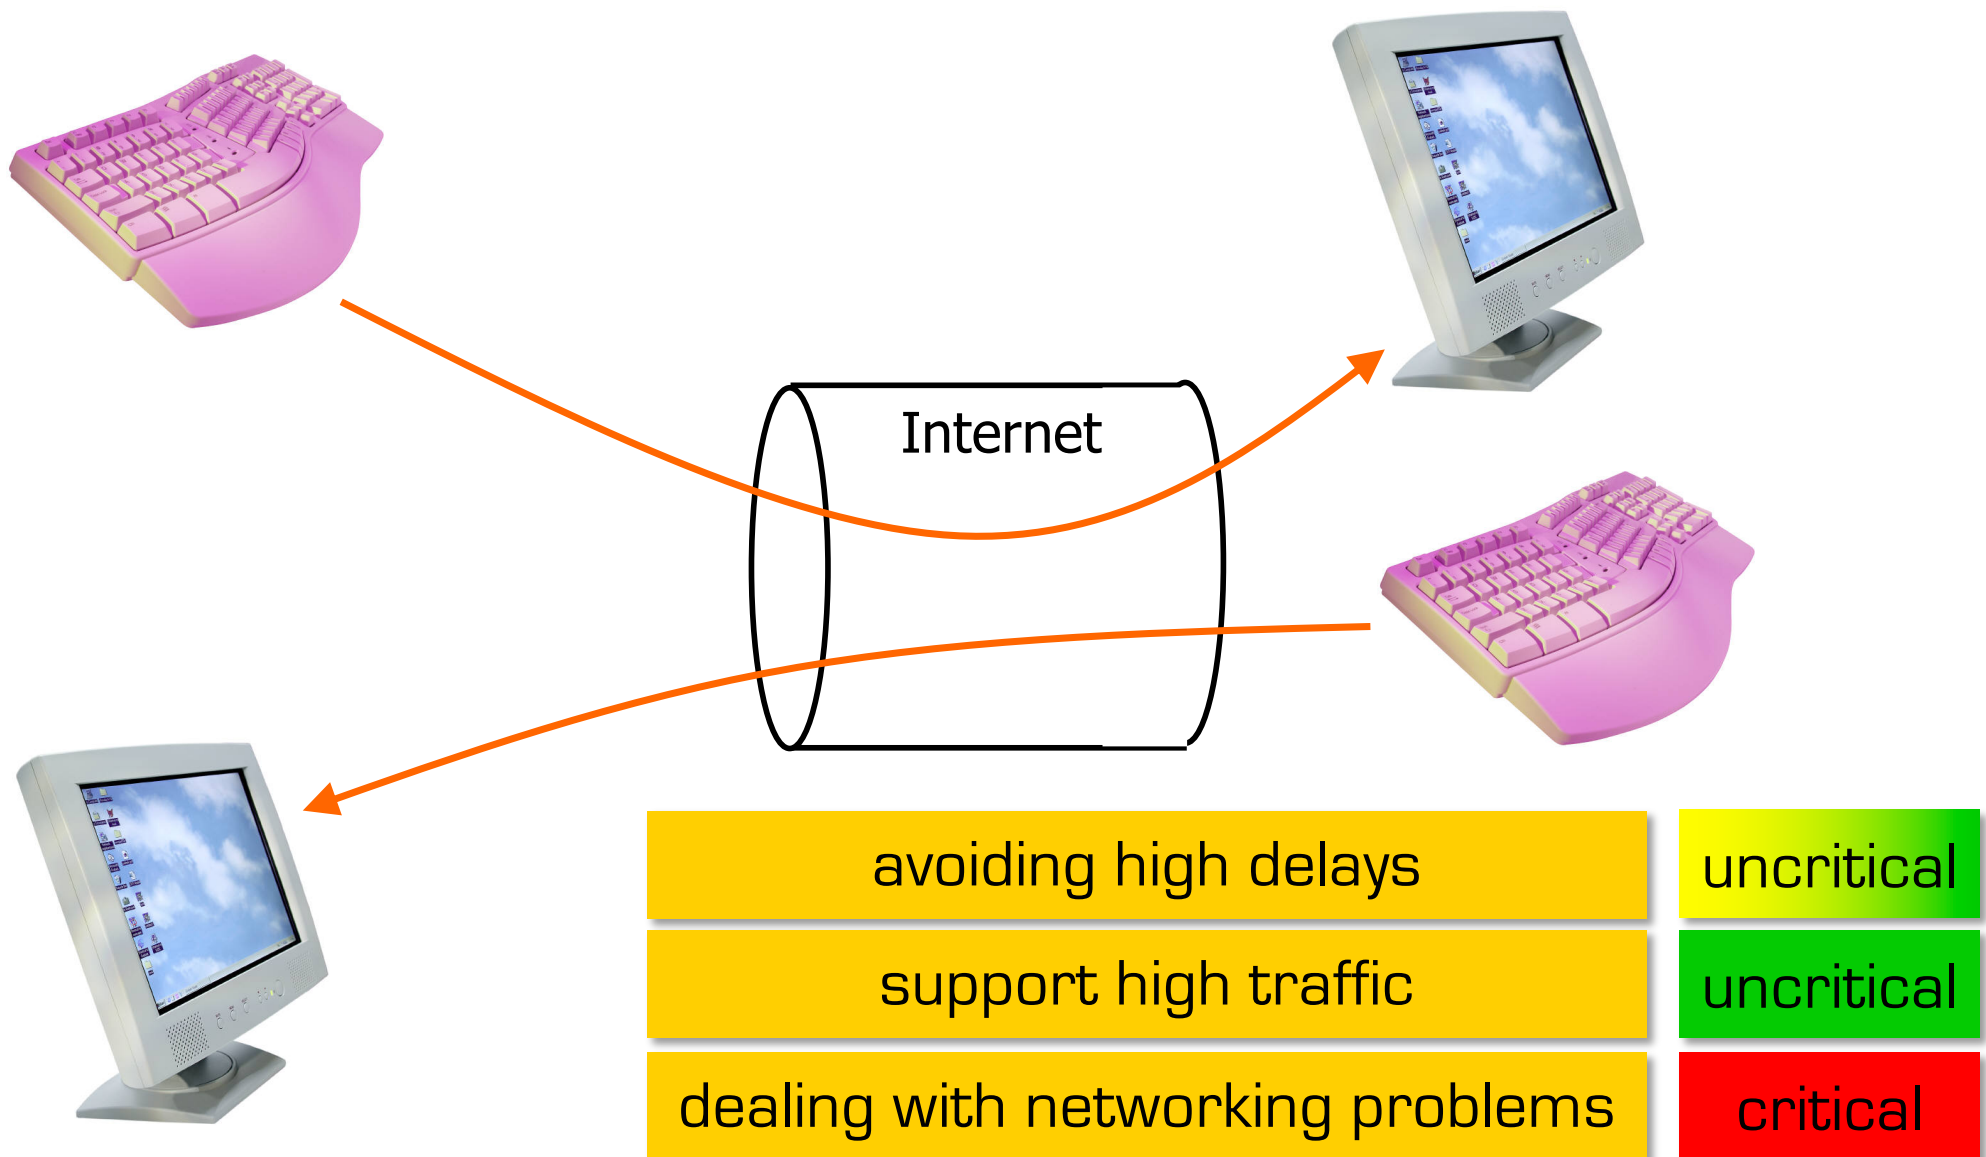 Internet
avoiding high delays uncritical
support high traffic uncritical
dealing with networking problems critical